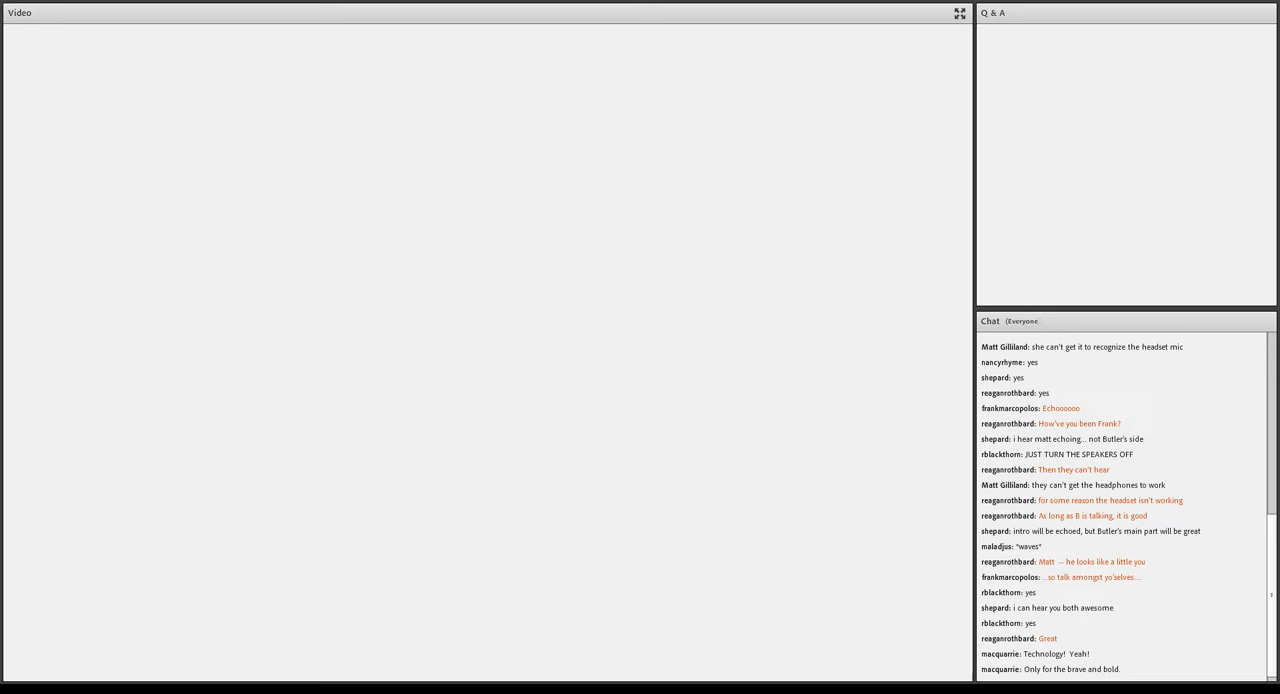 Video
Q & A
Chat (Everyone
Matt Gilliland: she can't get it to recognize the headset mic
nancyrhyme: yes
shepard: yes
reaganrothbard: yes
frankmarcopolos: Echoooooo
reaganrothbard: How've you been Frank?
shepard: i hear matt echoing... not Butler's side
rblackthorn: JUST TURN THE SPEAKERS OFF
reaganrothbard: Then they can't hear
Matt Gilliland: they can't get the headphones to work
reaganrothbard: for some reason the headset isn't working
reaganrothbard: As long as B is talking, it is good
shepard: intro will be echoed, but Butler's main part will be great
maladjus: *waves*
reaganrothbard: Matt -- he looks like a little you
frankmarcopolos: ...so talk amongst yo'selves....
rblackthorn: yes
shepard: i can hear you both awesome
rblackthorn: yes
reaganrothbard: Great
macquarrie: Technology! Yeah!
macquarrie: Only for the brave and bold.